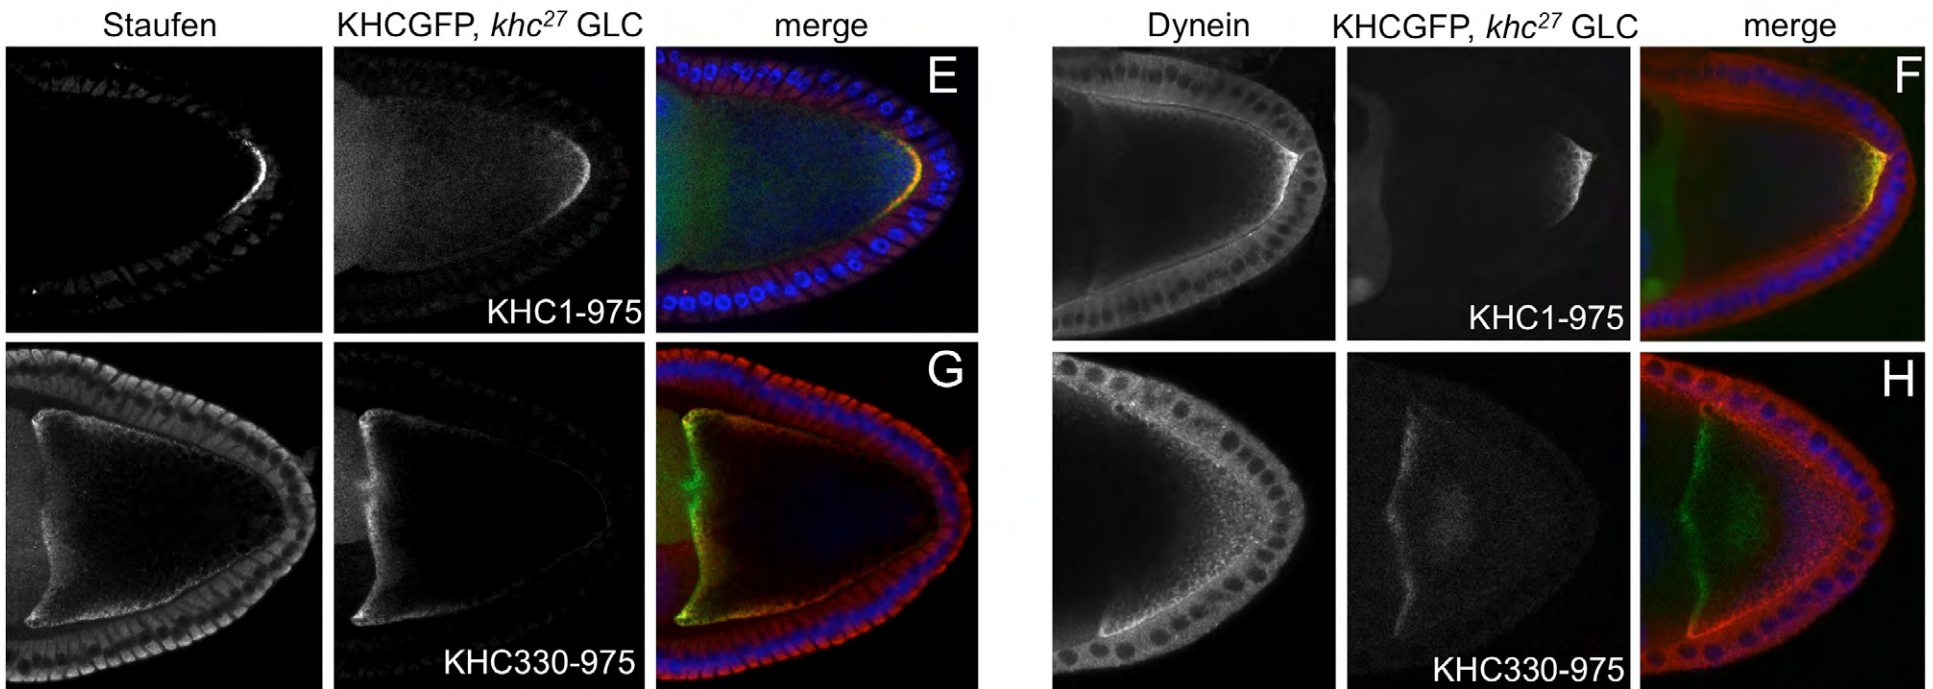 Staufen KHCGFP, khc27 GLC merge Dynein KHCGFP, khc27 GLC merge
E F
KHC1-975 KHC1-975
G H
KHC330-975 KHC330-975